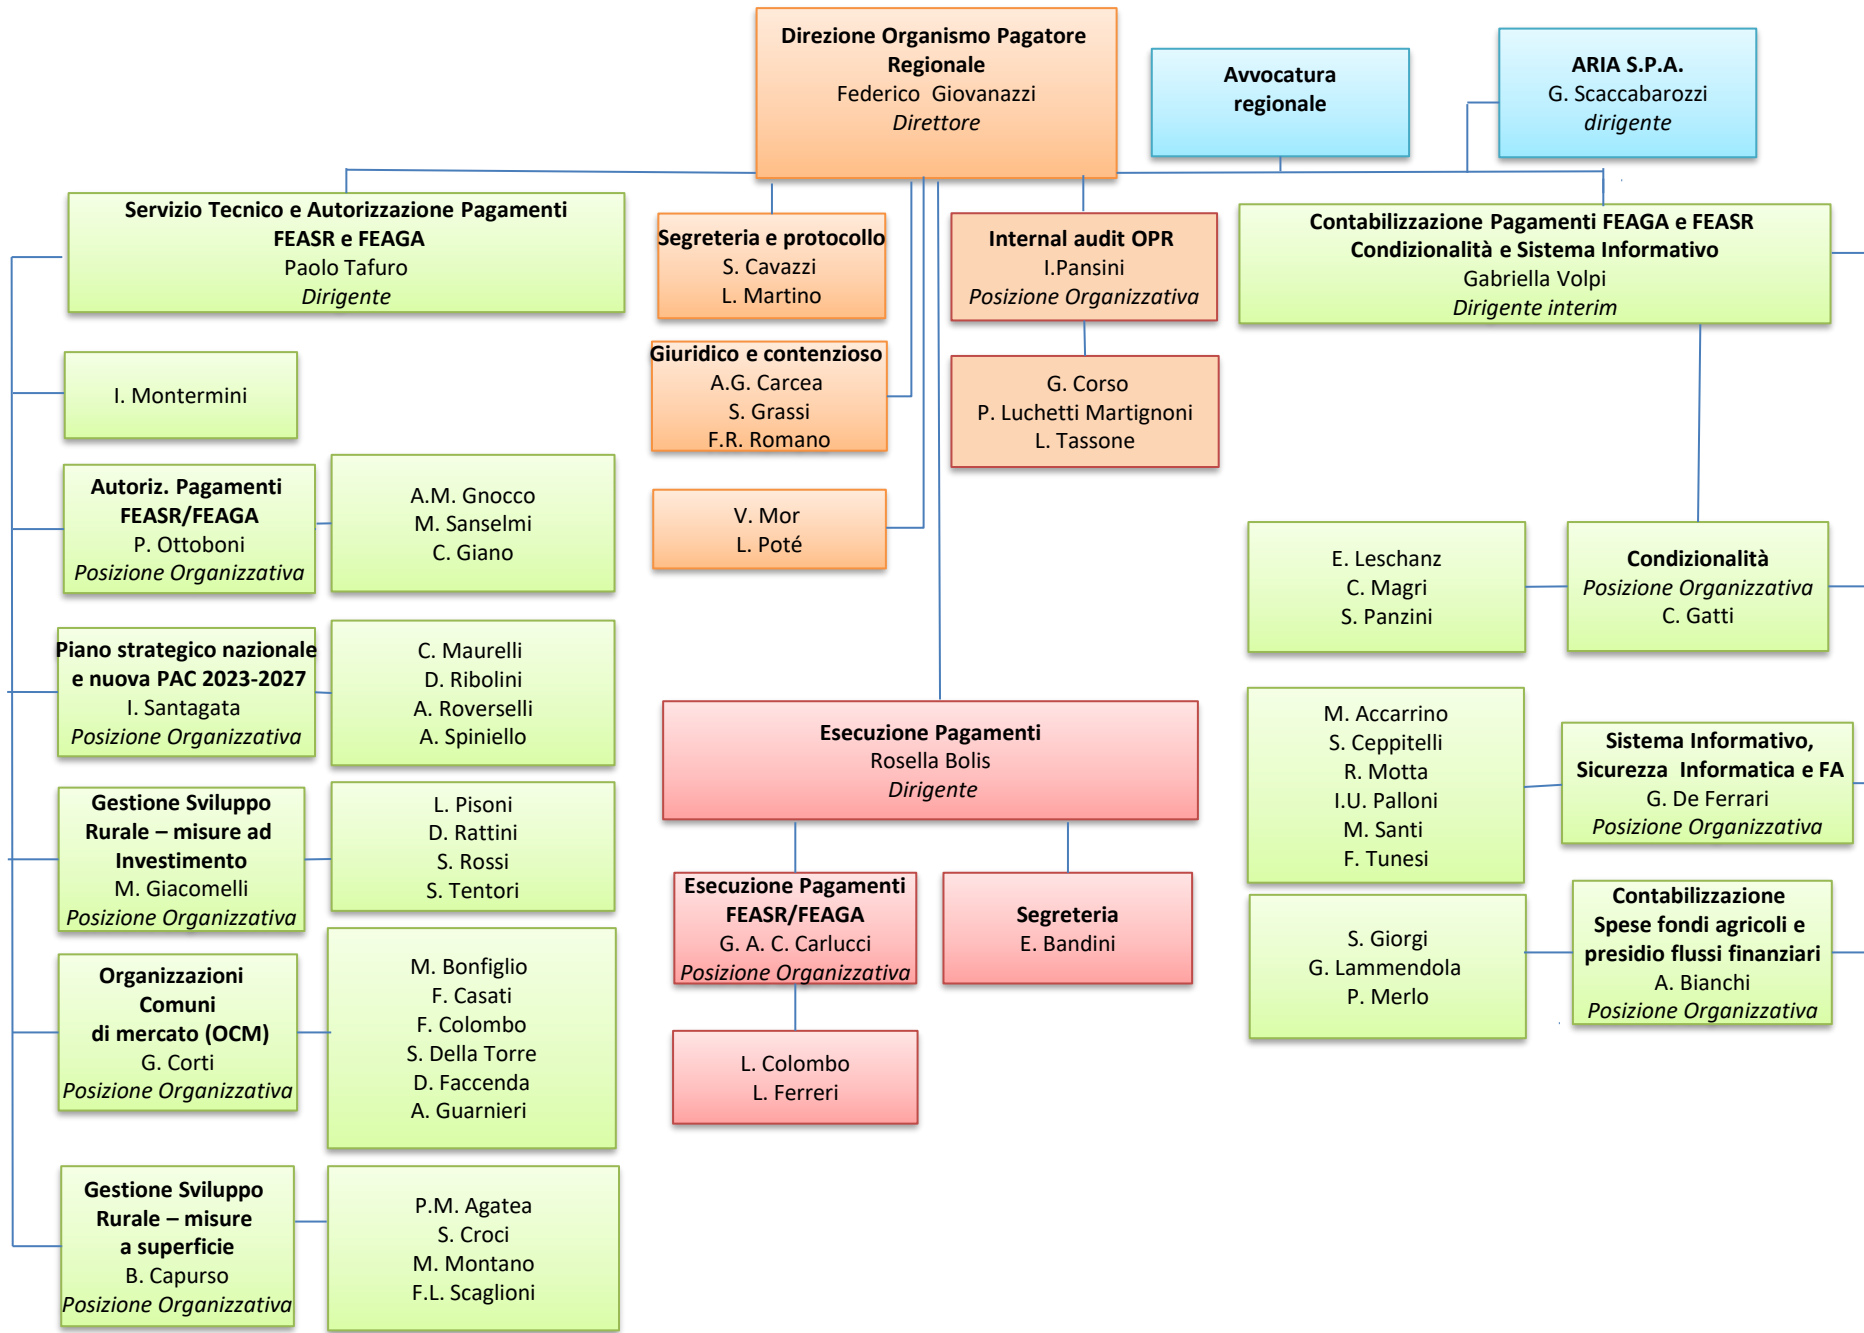 Direzione Organismo Pagatore
Regionale
Federico Giovanazzi
Direttore
Avvocatura
regionale
ARIA S.P.A.
G. Scaccabarozzi
dirigente
Servizio Tecnico e Autorizzazione Pagamenti
FEASR e FEAGA
Paolo Tafuro
Dirigente
Segreteria e protocollo
S. Cavazzi
L. Martino
Internal audit OPR
I.Pansini
Posizione Organizzativa
Contabilizzazione Pagamenti FEAGA e FEASR
Condizionalità e Sistema Informativo
Gabriella Volpi
Dirigente interim
I. Montermini
Giuridico e contenzioso
A.G. Carcea
S. Grassi
F.R. Romano
G. Corso
P. Luchetti Martignoni
L. Tassone
Autoriz. Pagamenti
FEASR/FEAGA
P. Ottoboni
Posizione Organizzativa
A.M. Gnocco
M. Sanselmi
C. Giano
V. Mor
L. Poté
E. Leschanz
C. Magri
S. Panzini
Condizionalità
Posizione Organizzativa
C. Gatti
Piano strategico nazionale
e nuova PAC 2023-2027
I. Santagata
Posizione Organizzativa
C. Maurelli
D. Ribolini
A. Roverselli
A. Spiniello
Esecuzione Pagamenti
Rosella Bolis
Dirigente
M. Accarrino
S. Ceppitelli
R. Motta
I.U. Palloni
M. Santi
F. Tunesi
Sistema Informativo,
Sicurezza Informatica e FA
G. De Ferrari
Posizione Organizzativa
Gestione Sviluppo
Rurale – misure ad
Investimento
M. Giacomelli
Posizione Organizzativa
L. Pisoni
D. Rattini
S. Rossi
S. Tentori
Esecuzione Pagamenti
FEASR/FEAGA
G. A. C. Carlucci
Posizione Organizzativa
Segreteria
E. Bandini
S. Giorgi
G. Lammendola
P. Merlo
Contabilizzazione
Spese fondi agricoli e
presidio flussi finanziari
A. Bianchi
Posizione Organizzativa
Organizzazioni
Comuni
di mercato (OCM)
G. Corti
Posizione Organizzativa
M. Bonfiglio
F. Casati
F. Colombo
S. Della Torre
D. Faccenda
A. Guarnieri
L. Colombo
L. Ferreri
Gestione Sviluppo
Rurale – misure
a superficie
B. Capurso
Posizione Organizzativa
P.M. Agatea
S. Croci
M. Montano
F.L. Scaglioni